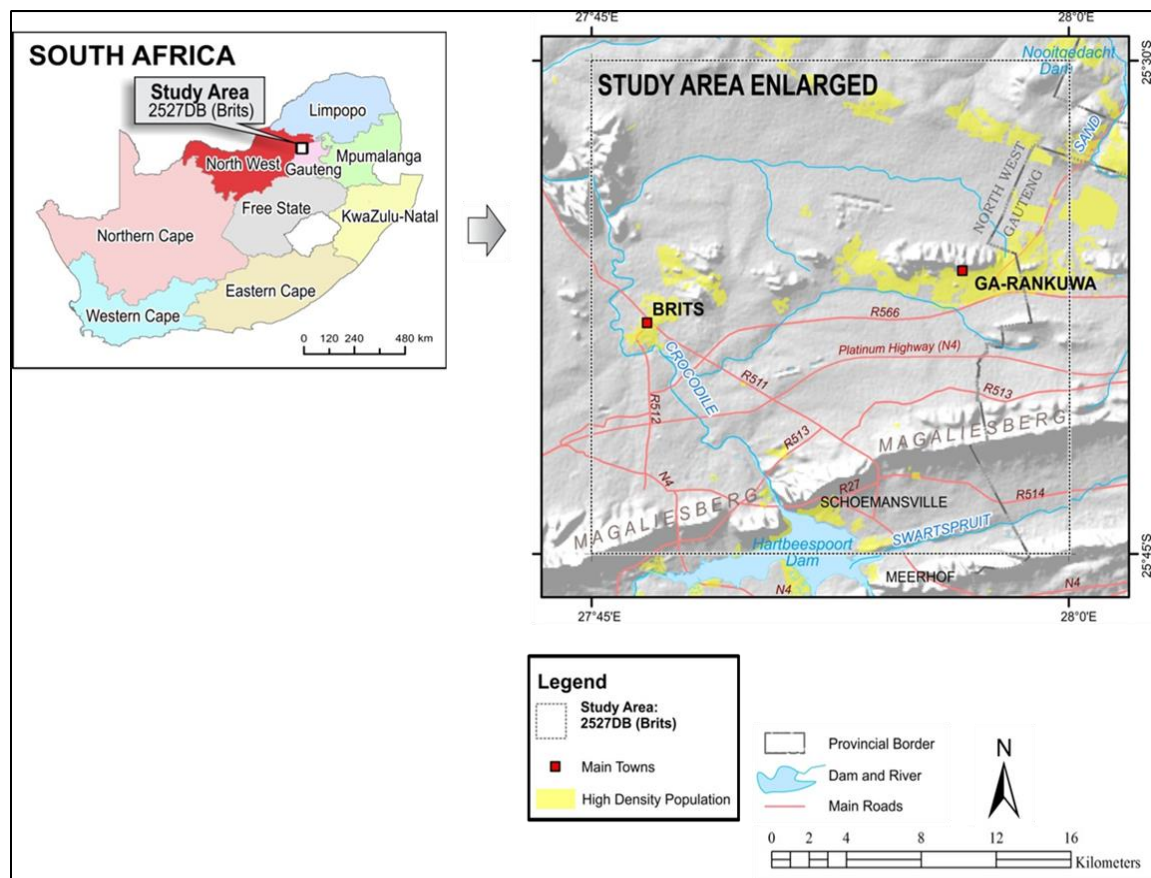 SOUTH AFRICA
Study Area
2527DB (Brits)
Limpopo
North West
Gauteng
Mpumalanga
Free State
KwaZulu-Natal
Northern Cape
Eastern Cape
Western Cape
0 120 240 480 km
27°45'E
28°0'E
25°30'S
STUDY AREA ENLARGED
Nooitgedacht
Dam
SAND
NORTH WEST
GAUTENG
GA-RANKUWA
BRITS
R566
CROCODILE
Platinum Highway (N4)
R511
R512
R513
R513
MAGALIESBERG
N4
R27
R514
SCHOEMANSVILLE
MAGALIESBERG
SWARTSPRUIT
Hartbeespoort
Dam
25°45'S
MEERHOF
N4
N4
27°45'E
28°0'E
Legend
Study Area:
2527DB (Brits)
Main Towns
High Density Population
Provincial Border
Dam and River
Main Roads
N
0 2 4 8 12 16
Kilometers